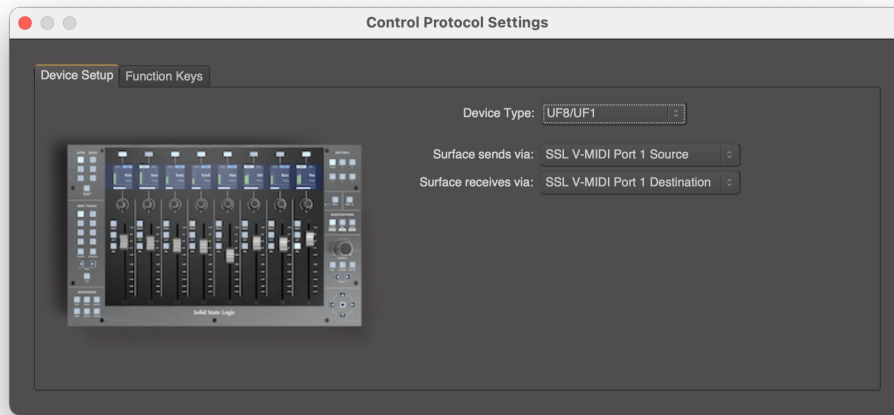 Control Protocol Settings
Device Setup
Function Keys
Device Type: UF8/UF1
Surface sends via: SSL V-MIDI Port 1 Source
Surface receives via: SSL V-MIDI Port 1 Destination
Solid State Logic